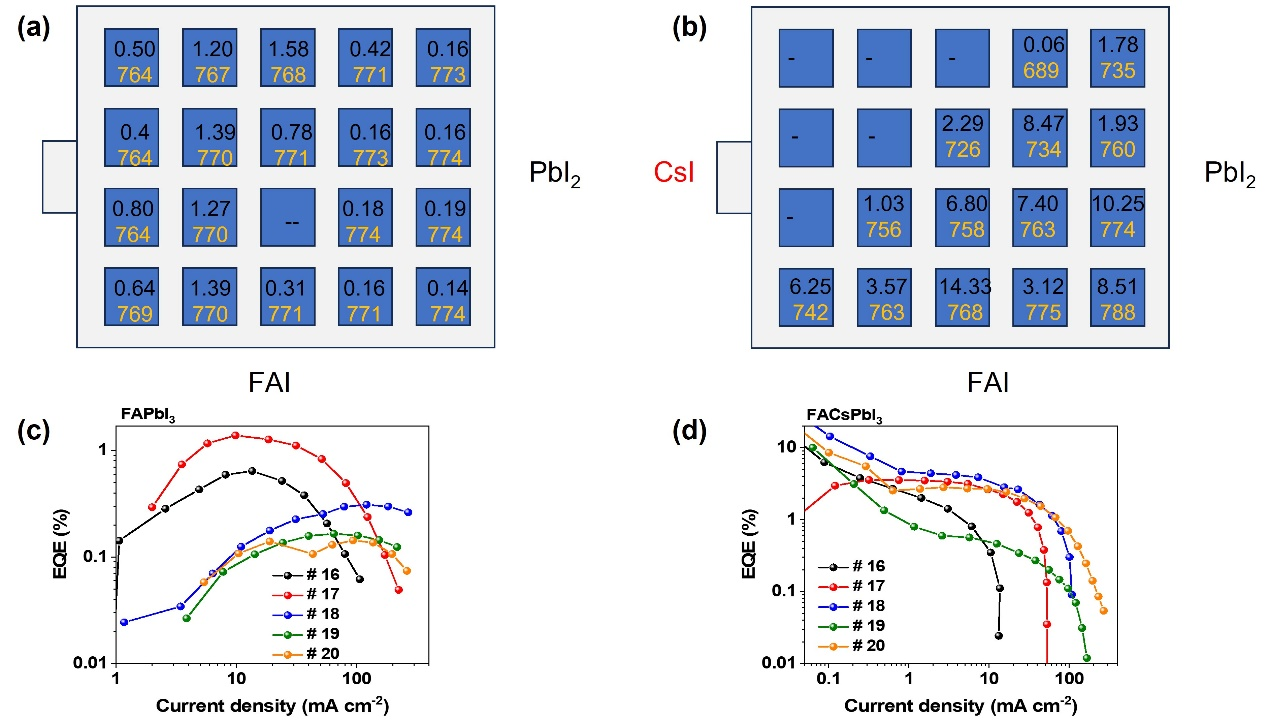 (a)
0.50 1.20 1.58 0.42 0.16
764 767 768 771 773
0.4 1.39 0.78 0.16 0.16
764 770 771 773 774
PbI2
0.80 1.27 -- 0.18 0.19
764 770 774 774
0.64 1.39 0.31 0.16 0.14
769 770 771 771 774
FAI
(b)
- - - 0.06 1.78
689 735
- - 2.29 8.47 1.93
726 734 760
CsI PbI2
- 1.03 6.80 7.40 10.25
756 758 763 774
6.25 3.57 14.33 3.12 8.51
742 763 768 775 788
FAI
(c)
FAPbI3
EQE (%)
1
0.1
0.01
# 16
# 17
# 18
# 19
# 20
1 10 100
Current density (mA cm-2)
(d)
FACsPbI3
EQE (%)
10
1
0.1
0.01
# 16
# 17
# 18
# 19
# 20
0.1 1 10 100
Current density (mA cm-2)